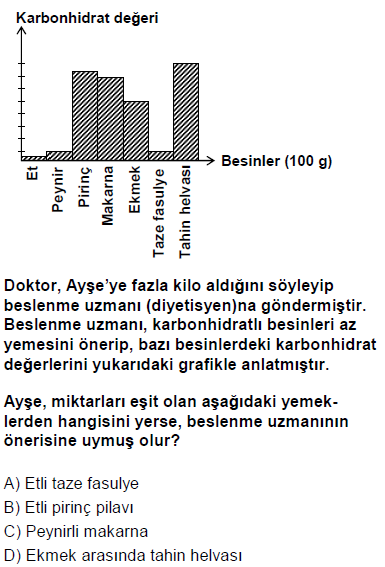 Karbonhidrat değeri
Besinler (100 g)
Et
Peynir
Pirinç
Makarna
Ekmek
Taze fasulye
Tahin helvası
Doktor, Ayşe'ye fazla kilo aldığını söyleyip
beslenme uzmanı (diyetisyen)na göndermiştir.
Beslenme uzmanı, karbonhidratlı besinleri az
yemesini önerip, bazı besinlerdeki karbonhidrat
değerlerini yukarıdaki grafikle anlatmıştır.
Ayşe, miktarları eşit olan aşağıdaki yemek-
lerden hangisini yerse, beslenme uzmanının
önerisine uymuş olur?
A) Etli taze fasulye
B) Etli pirinç pilavı
C) Peynirli makarna
D) Ekmek arasında tahin helvası